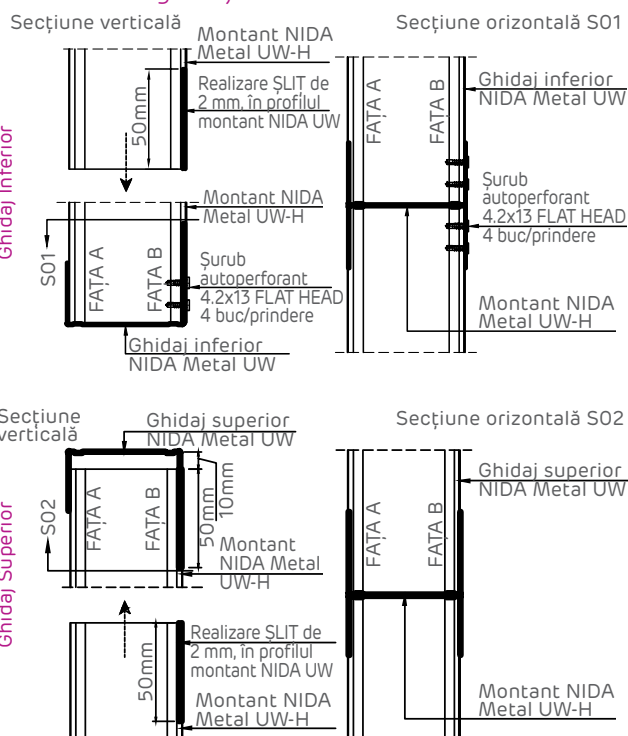 Secțiune verticală
Montant NIDA
Metal UW-H
Realizare ȘLIT de
2 mm, în profilul
montant NIDA UW
50mm
Ghidaj Inferior
Montant NIDA
Metal UW-H
S01
FAȚA A
FAȚA B
Șurub
autoperforant
4.2x13 FLAT HEAD
4 buc/prindere
Ghidaj inferior
NIDA Metal UW
Secțiune orizontală S01
FAȚA A
FAȚA B
Ghidaj inferior
NIDA Metal UW
Șurub
autoperforant
4.2x13 FLAT HEAD
4 buc/prindere
Montant NIDA
Metal UW-H
Secțiune
verticală
Ghidaj superior
NIDA Metal UW
Ghidaj Superior
S02
FAȚA A
FAȚA B
50mm
10mm
Montant
NIDA Metal
UW-H
Realizare ȘLIT de
2 mm, în profilul
montant NIDA UW
50mm
Montant NIDA
Metal UW-H
Secțiune orizontală S02
FAȚA A
FAȚA B
Ghidaj superior
NIDA Metal UW
Montant NIDA
Metal UW-H